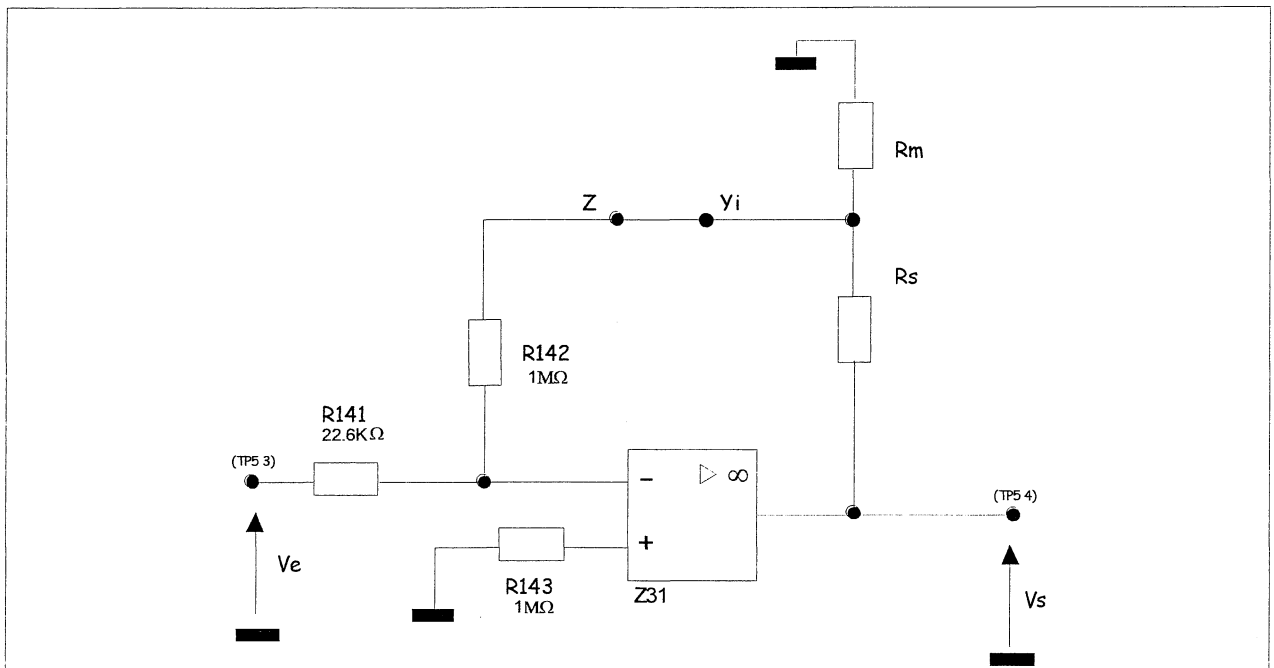 Rm
Z
Yi
Rs
R142
1MΩ
R141
22.6KΩ
(TP5 3)
- ▷ ∞
(TP5 4)
+
Ve
R143
1MΩ
Z31
Vs